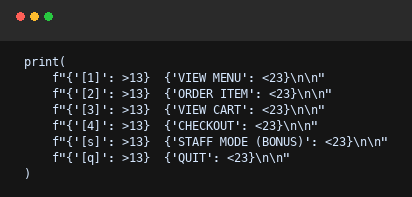 print(
    f"{'[1]': >13}  {'VIEW MENU': <23}\n\n"
    f"{'[2]': >13}  {'ORDER ITEM': <23}\n\n"
    f"{'[3]': >13}  {'VIEW CART': <23}\n\n"
    f"{'[4]': >13}  {'CHECKOUT': <23}\n\n"
    f"{'[s]': >13}  {'STAFF MODE (BONUS)': <23}\n\n"
    f"{'[q]': >13}  {'QUIT': <23}\n\n"
)